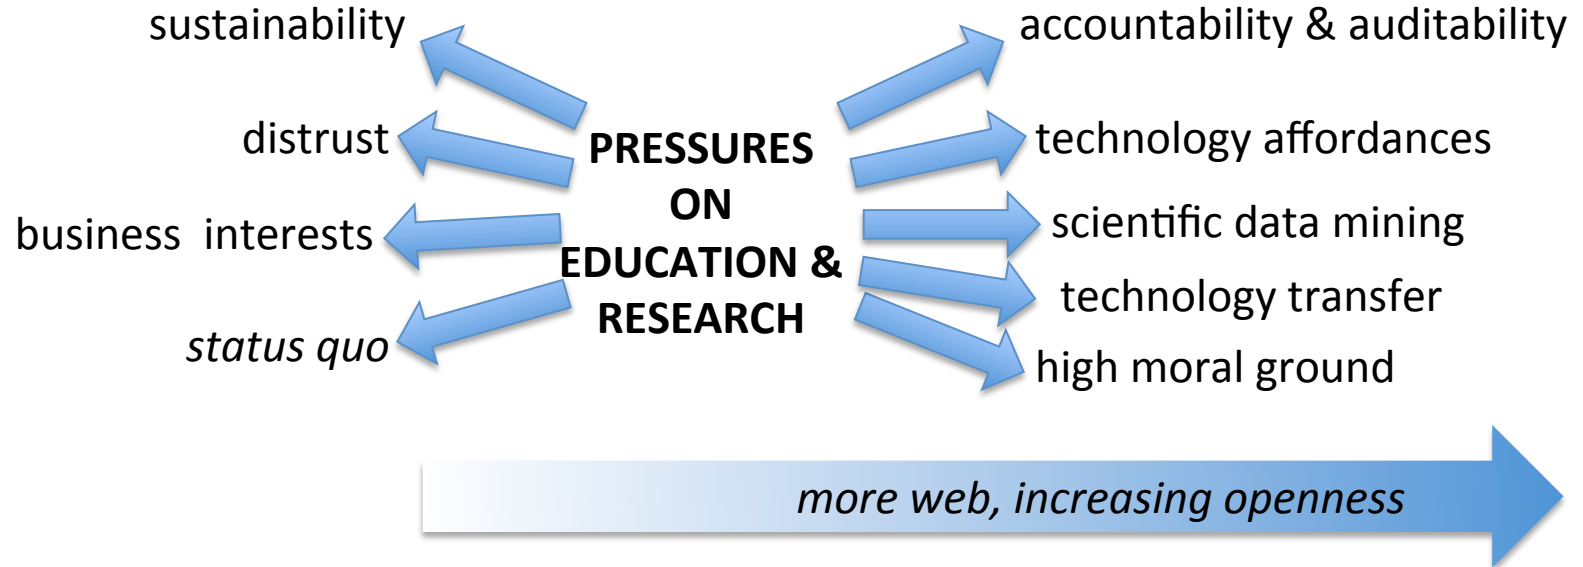 sustainability
distrust
business  interests
status quo
PRESSURES
ON
EDUCATION &
RESEARCH
accountability & auditability
technology affordances
scientific data mining
technology transfer
high moral ground
more web, increasing openness